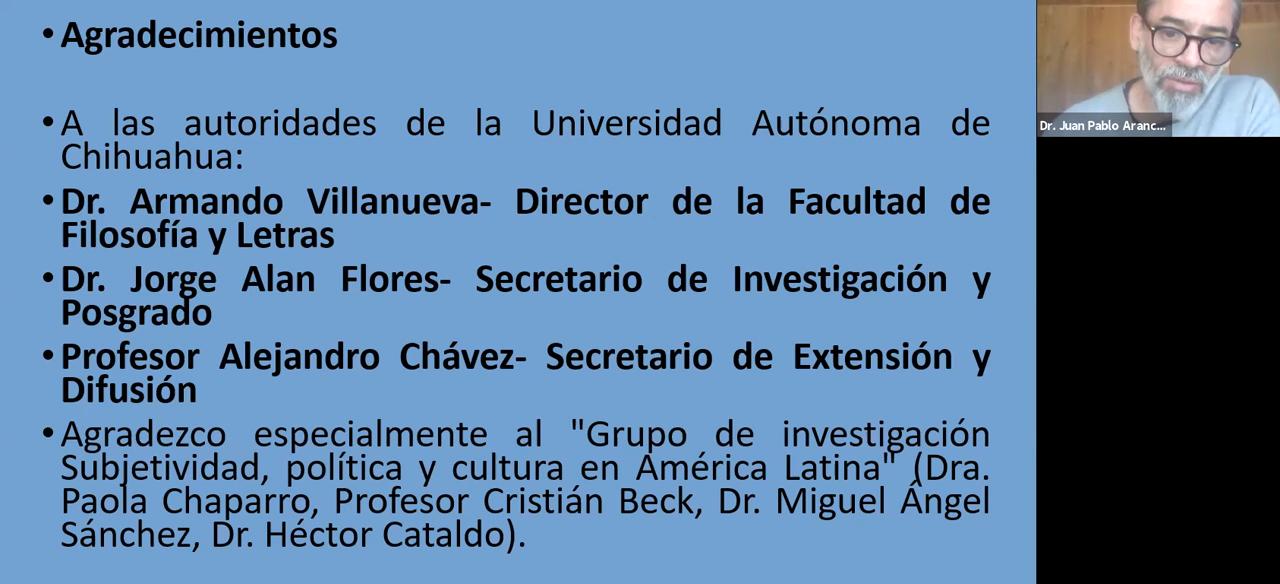 • Agradecimientos
• A las autoridades de la Universidad Autónoma de
Chihuahua:
• Dr. Armando Villanueva- Director de la Facultad de
Filosofía y Letras
• Dr. Jorge Alan Flores- Secretario de Investigación y
Posgrado
• Profesor Alejandro Chávez- Secretario de Extensión y
Difusión
• Agradezco especialmente al "Grupo de investigación
Subjetividad, política y cultura en América Latina" (Dra.
Paola Chaparro, Profesor Cristián Beck, Dr. Miguel Ángel
Sánchez, Dr. Héctor Cataldo).
Dr. Juan Pablo Aranc...